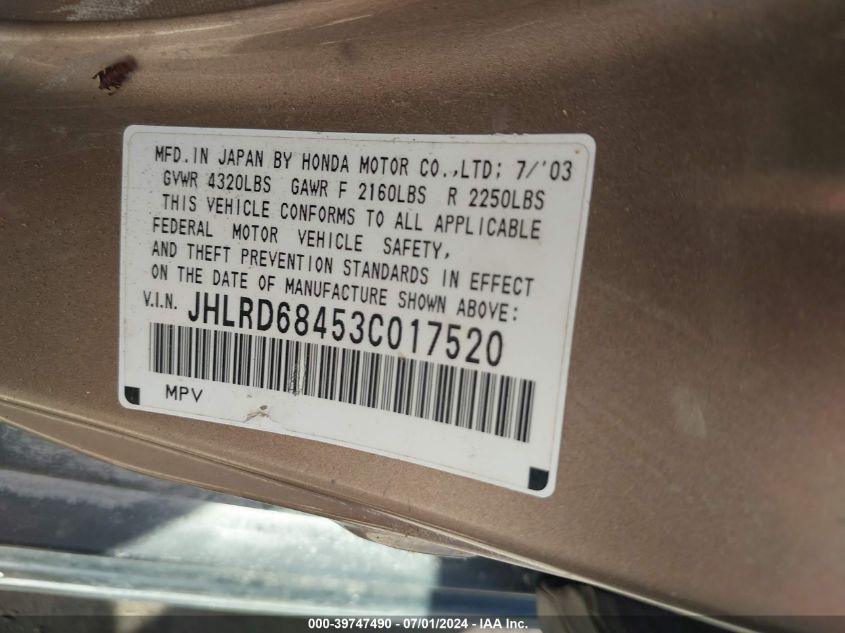 MFD. IN JAPAN BY HONDA MOTOR CO.,LTD; 7/'03
GVWR 4320LBS GAWR F 2160LBS R 2250LBS
THIS VEHICLE CONFORMS TO ALL APPLICABLE
FEDERAL MOTOR VEHICLE SAFETY,
AND THEFT PREVENTION STANDARDS IN EFFECT
ON THE DATE OF MANUFACTURE SHOWN ABOVE:
V.I.N. JHLRD68453C017520
MPV
000-39747490 - 07/01/2024 - IAA Inc.